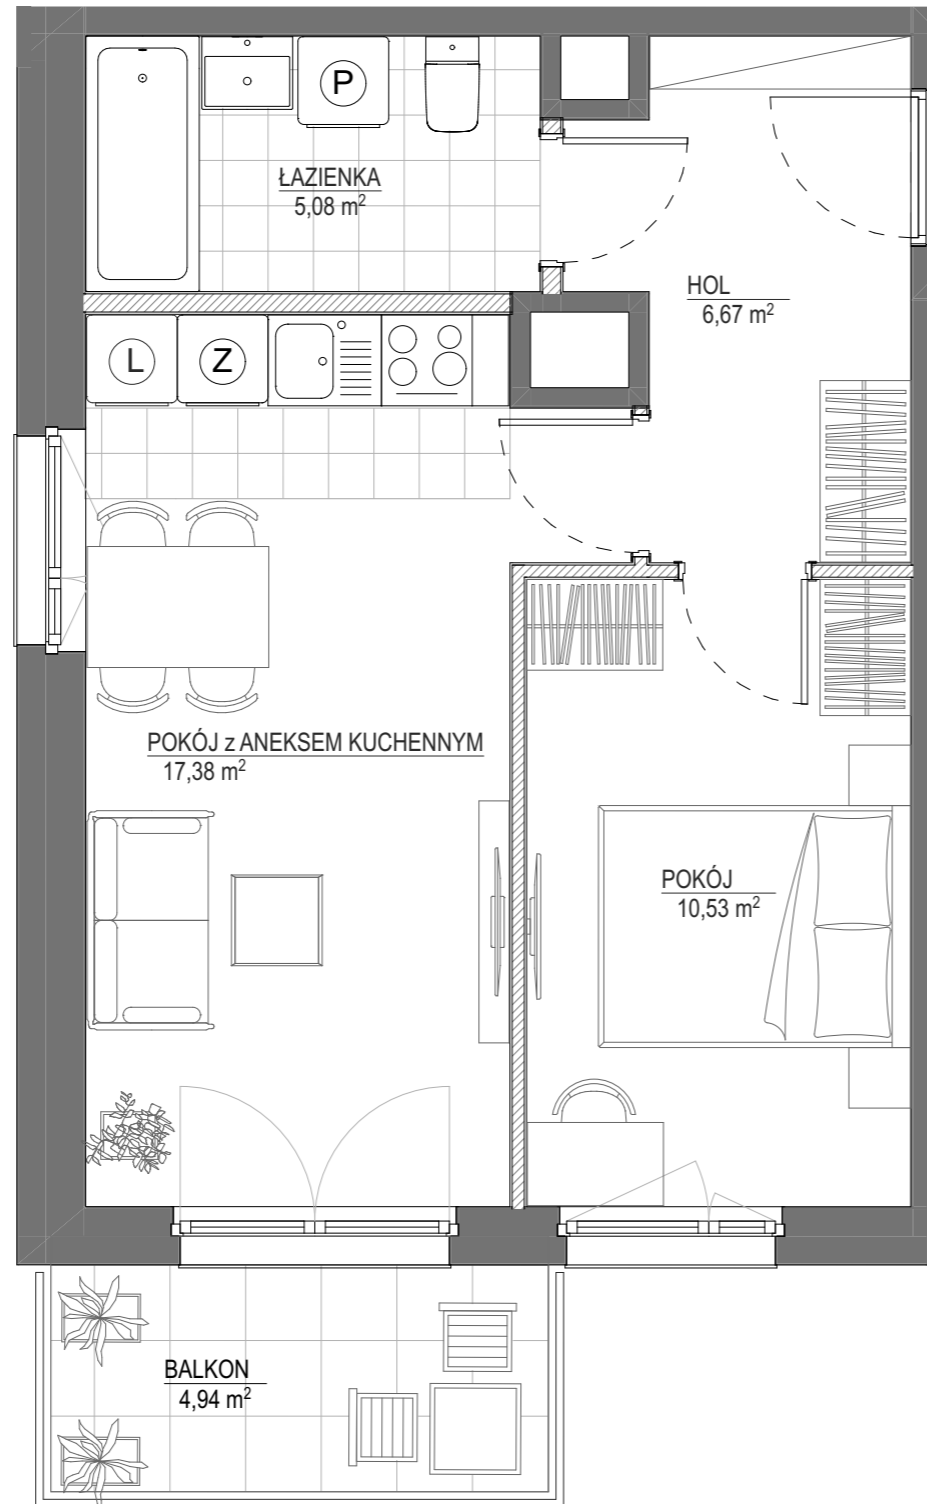 P
ŁAZIENKA
5,08 m²
HOL
6,67 m²
L
Z
POKÓJ z ANEKSEM KUCHENNYM
17,38 m²
POKÓJ
10,53 m²
BALKON
4,94 m²